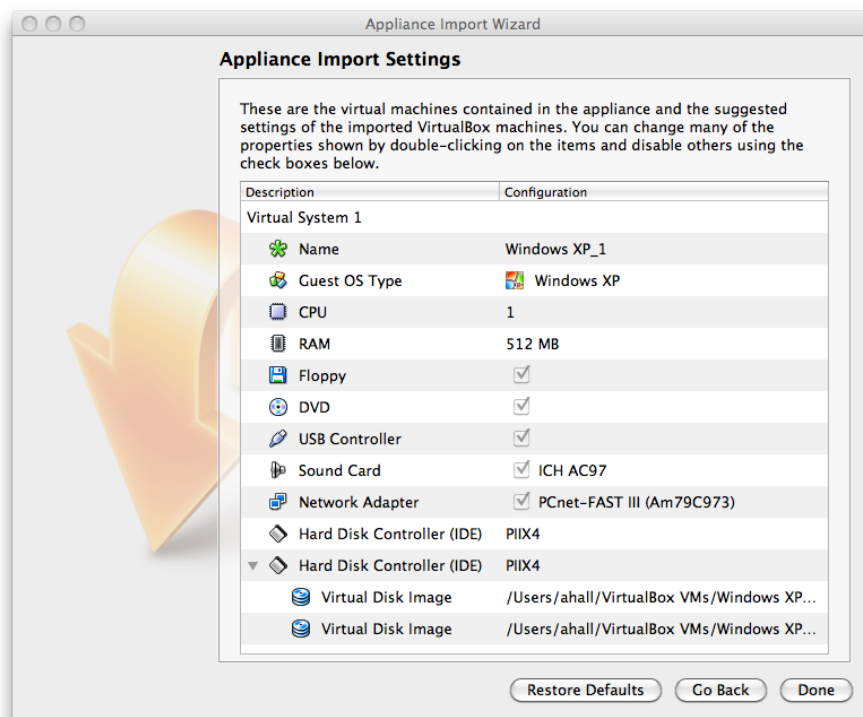 Appliance Import Wizard
Appliance Import Settings
These are the virtual machines contained in the appliance and the suggested
settings of the imported VirtualBox machines. You can change many of the
properties shown by double-clicking on the items and disable others using the
check boxes below.
Description Configuration
Virtual System 1
Name Windows XP_1
Guest OS Type Windows XP
CPU 1
RAM 512 MB
Floppy
DVD
USB Controller
Sound Card ICH AC97
Network Adapter PCnet-FAST III (Am79C973)
Hard Disk Controller (IDE) PIIX4
Hard Disk Controller (IDE) PIIX4
Virtual Disk Image /Users/ahall/VirtualBox VMs/Windows XP...
Virtual Disk Image /Users/ahall/VirtualBox VMs/Windows XP...
Restore Defaults Go Back Done